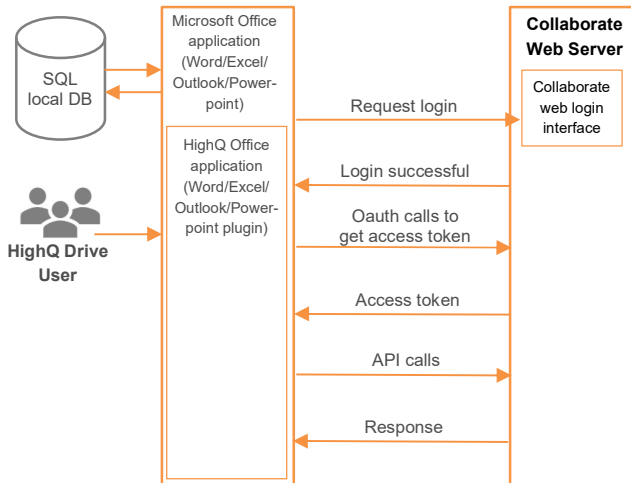 SQL
local DB
HighQ Drive
User
Microsoft Office
application
(Word/Excel/
Outlook/Power-
point)
HighQ Office
application
(Word/Excel/
Outlook/Power-
point plugin)
Request login
Login successful
Oauth calls to
get access token
Access token
API calls
Response
Collaborate
Web Server
Collaborate
web login
interface